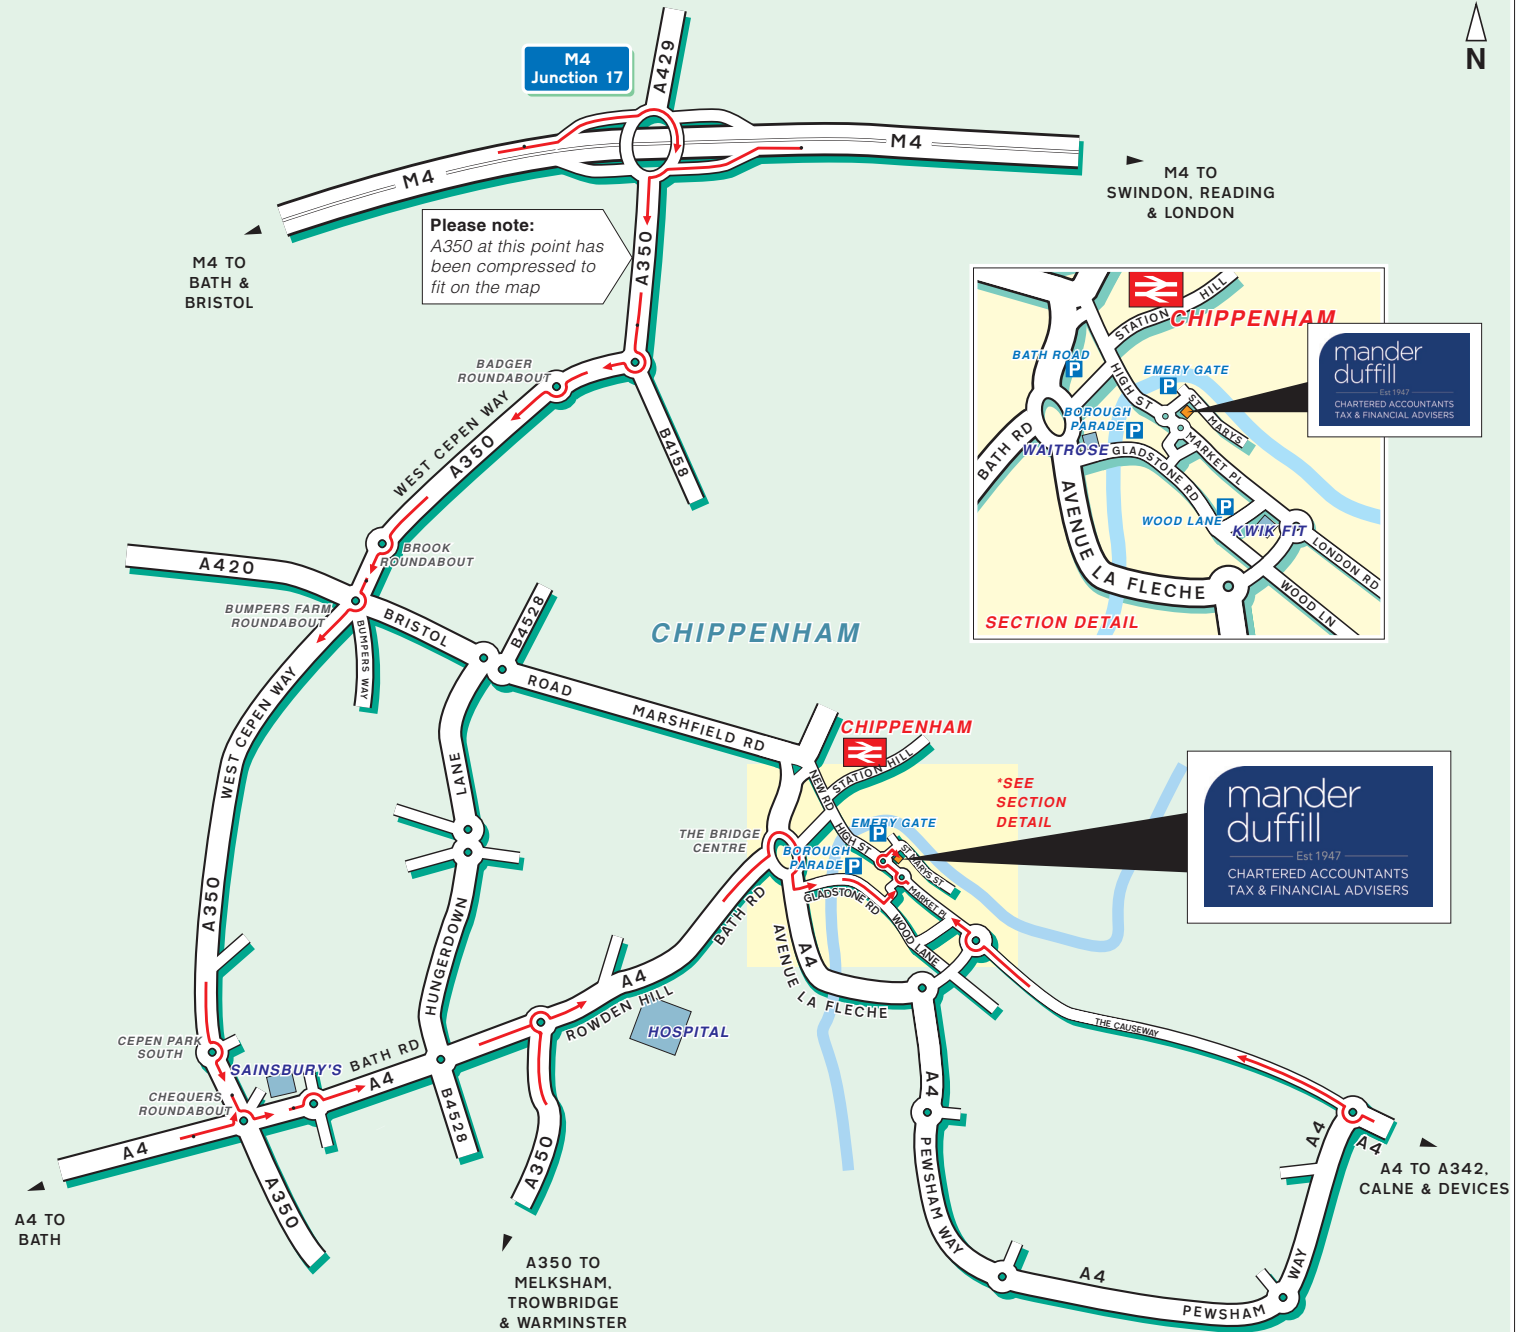 M4
Junction 17
A429
N
M4
M4
M4 TO
SWINDON, READING
& LONDON
M4 TO
BATH &
BRISTOL
Please note:
A350 at this point has
been compressed to
fit on the map
A350
BADGER
ROUNDABOUT
WEST CEPEN WAY
A350
B4158
BROOK
ROUNDABOUT
A420
BUMPERS FARM
ROUNDABOUT
BUMPERS WAY
BRISTOL
B4528
ROAD
MARSHFIELD RD
CHIPPENHAM
STATION HILL
CHIPPENHAM
BATH ROAD
P
EMERY GATE
P
HIGH ST
ST MARYS
BOROUGH
PARADE P
BATH RD
WAITROSE
GLADSTONE RD
MARKET PL
P
WOOD LANE
KWIK FIT
LONDON RD
AVENUE LA FLECHE
WOOD LN
SECTION DETAIL
mander
duffill
Est 1947
CHARTERED ACCOUNTANTS
TAX & FINANCIAL ADVISERS
WEST CEPEN WAY
A350
LANE
HUNGERDOWN
CHIPPENHAM
STATION HILL
NEW RD
*SEE
SECTION
DETAIL
THE BRIDGE
CENTRE
EMERY GATE
P
HIGH ST
BOROUGH
PARADE P
ST MARYS ST
GLADSTONE RD
MARKET PL
WOOD LANE
BATH RD
AVENUE LA FLECHE
A4
mander
duffill
Est 1947
CHARTERED ACCOUNTANTS
TAX & FINANCIAL ADVISERS
A4
ROWDEN HILL
HOSPITAL
THE CAUSEWAY
CEPEN PARK
SOUTH
SAINSBURY'S
BATH RD
A4
CHEQUERS
ROUNDABOUT
A4
B4528
A350
A350
A4 TO
BATH
A350 TO
MELKSHAM,
TROWBRIDGE
& WARMINSTER
A4
PEWSHAM WAY
A4
PEWSHAM
WAY
A4
A4
A4 TO A342,
CALNE & DEVICES